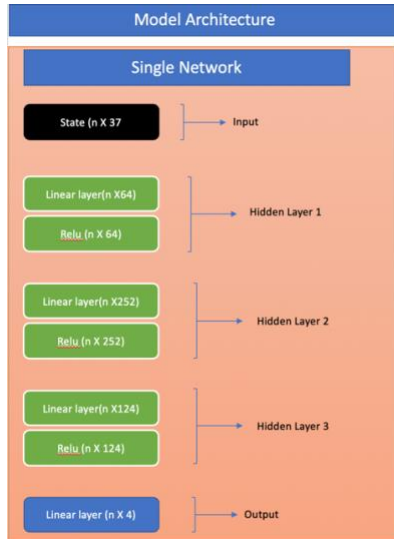 Model Architecture
Single Network
State (n X 37
Input
Linear layer(n X64)
Relu (n X 64)
Hidden Layer 1
Linear layer(n X252)
Relu (n X 252)
Hidden Layer 2
Linear layer(n X124)
Relu (n X 124)
Hidden Layer 3
Linear layer (n X 4)
Output